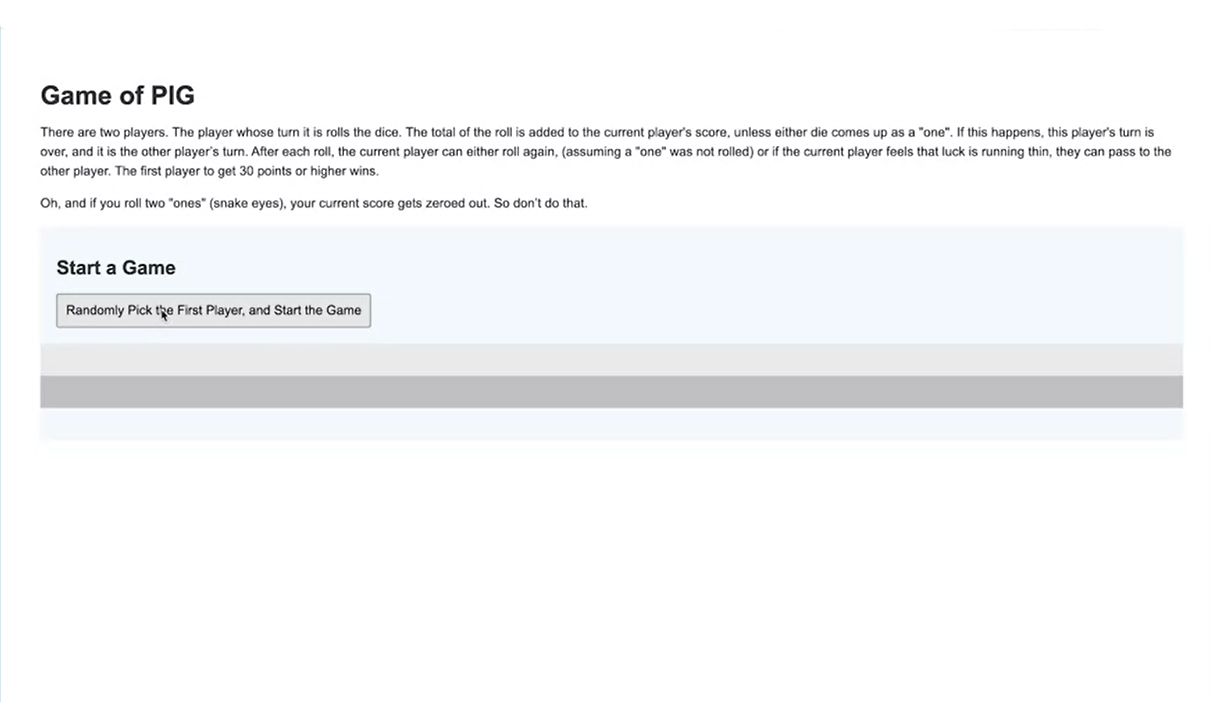 Game of PIG
There are two players. The player whose turn it is rolls the dice. The total of the roll is added to the current player's score, unless either die comes up as a "one". If this happens, this player's turn is
over, and it is the other player's turn. After each roll, the current player can either roll again, (assuming a "one" was not rolled) or if the current player feels that luck is running thin, they can pass to the
other player. The first player to get 30 points or higher wins.
Oh, and if you roll two "ones" (snake eyes), your current score gets zeroed out. So don't do that.
Start a Game
Randomly Pick the First Player, and Start the Game